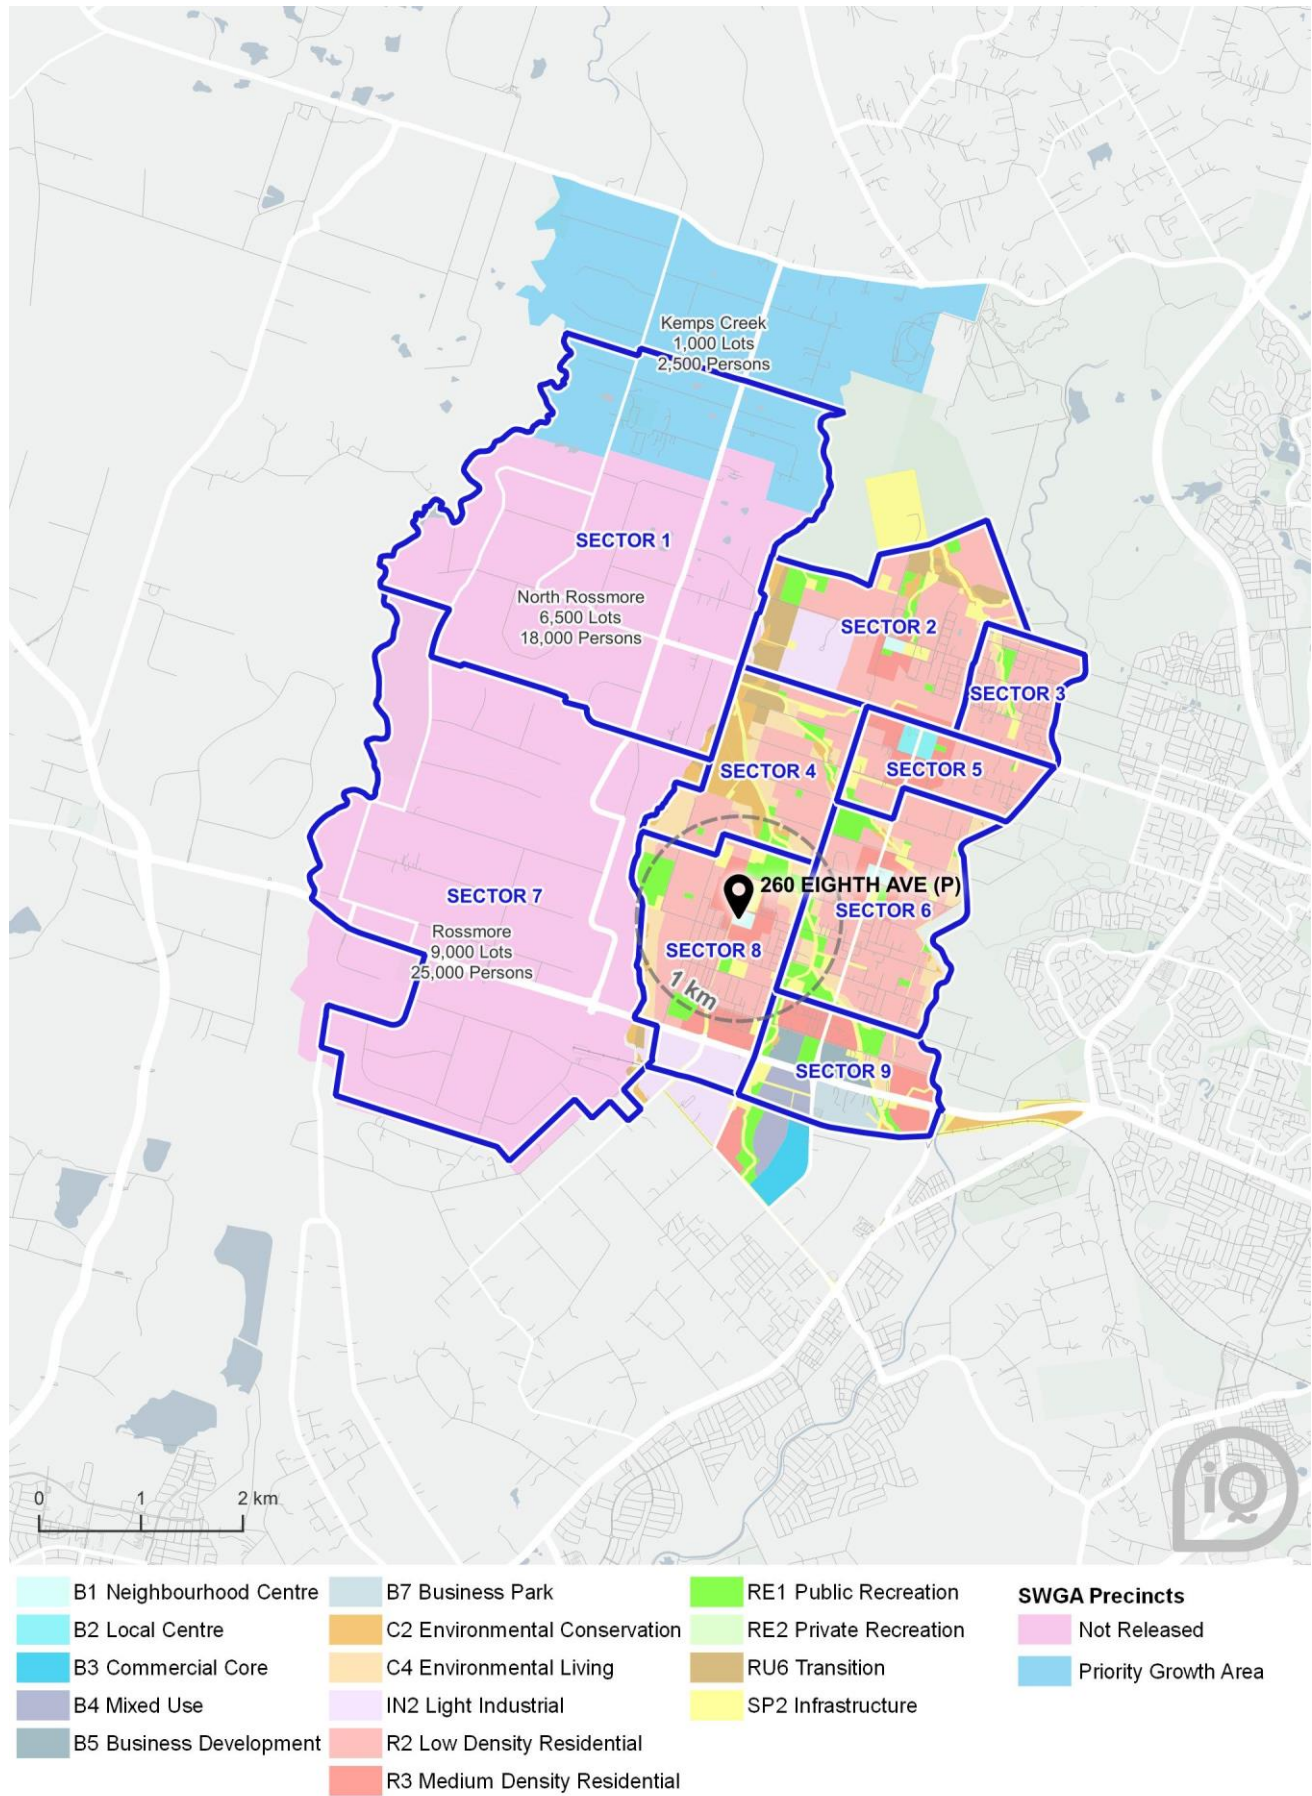 Kemps Creek
1,000 Lots
2,500 Persons
SECTOR 1
North Rossmore
6,500 Lots
18,000 Persons
SECTOR 2
SECTOR 3
SECTOR 4
SECTOR 5
260 EIGHTH AVE (P)
SECTOR 7
SECTOR 6
Rossmore
9,000 Lots
25,000 Persons
SECTOR 8
1 km
SECTOR 9
0 1 2 km
iQ
B1 Neighbourhood Centre
B2 Local Centre
B3 Commercial Core
B4 Mixed Use
B5 Business Development
B7 Business Park
C2 Environmental Conservation
C4 Environmental Living
IN2 Light Industrial
R2 Low Density Residential
R3 Medium Density Residential
RE1 Public Recreation
RE2 Private Recreation
RU6 Transition
SP2 Infrastructure
SWGA Precincts
Not Released
Priority Growth Area